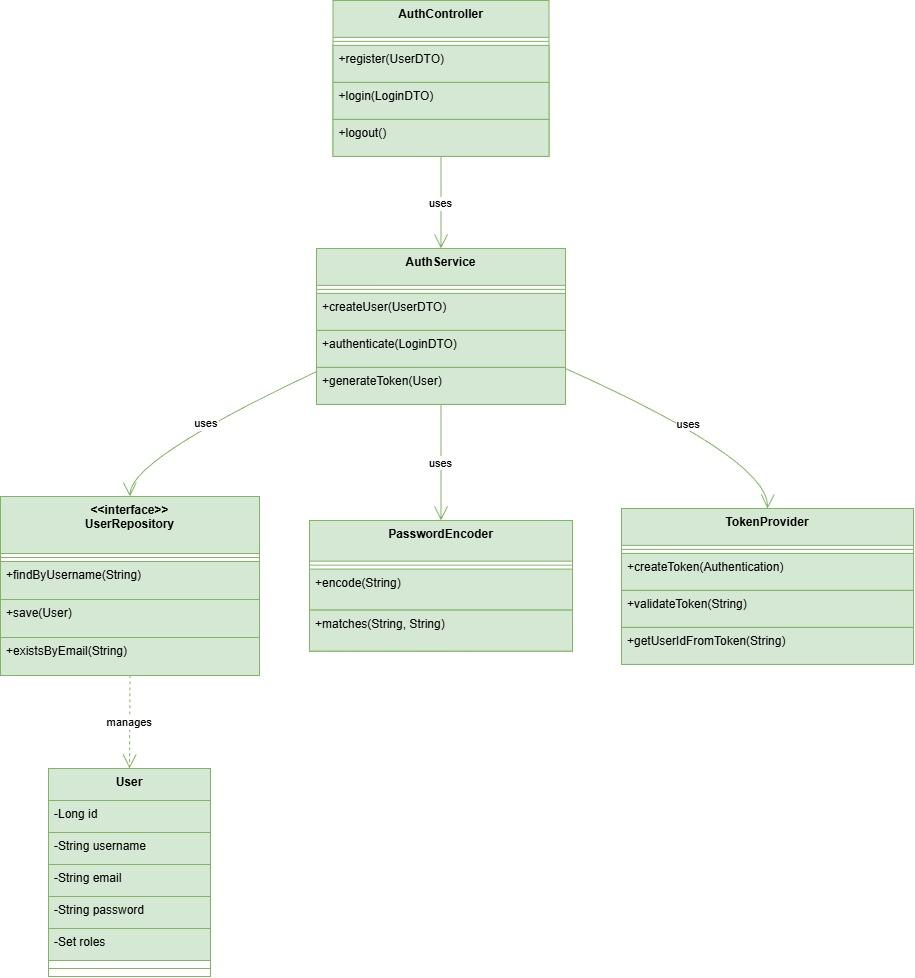 AuthController
+register(UserDTO)
+login(LoginDTO)
+logout()
uses
AuthService
+createUser(UserDTO)
+authenticate(LoginDTO)
+generateToken(User)
uses
uses
uses
<<interface>>
UserRepository
+findByUsername(String)
+save(User)
+existsByEmail(String)
PasswordEncoder
+encode(String)
+matches(String, String)
TokenProvider
+createToken(Authentication)
+validateToken(String)
+getUserIdFromToken(String)
manages
User
-Long id
-String username
-String email
-String password
-Set roles